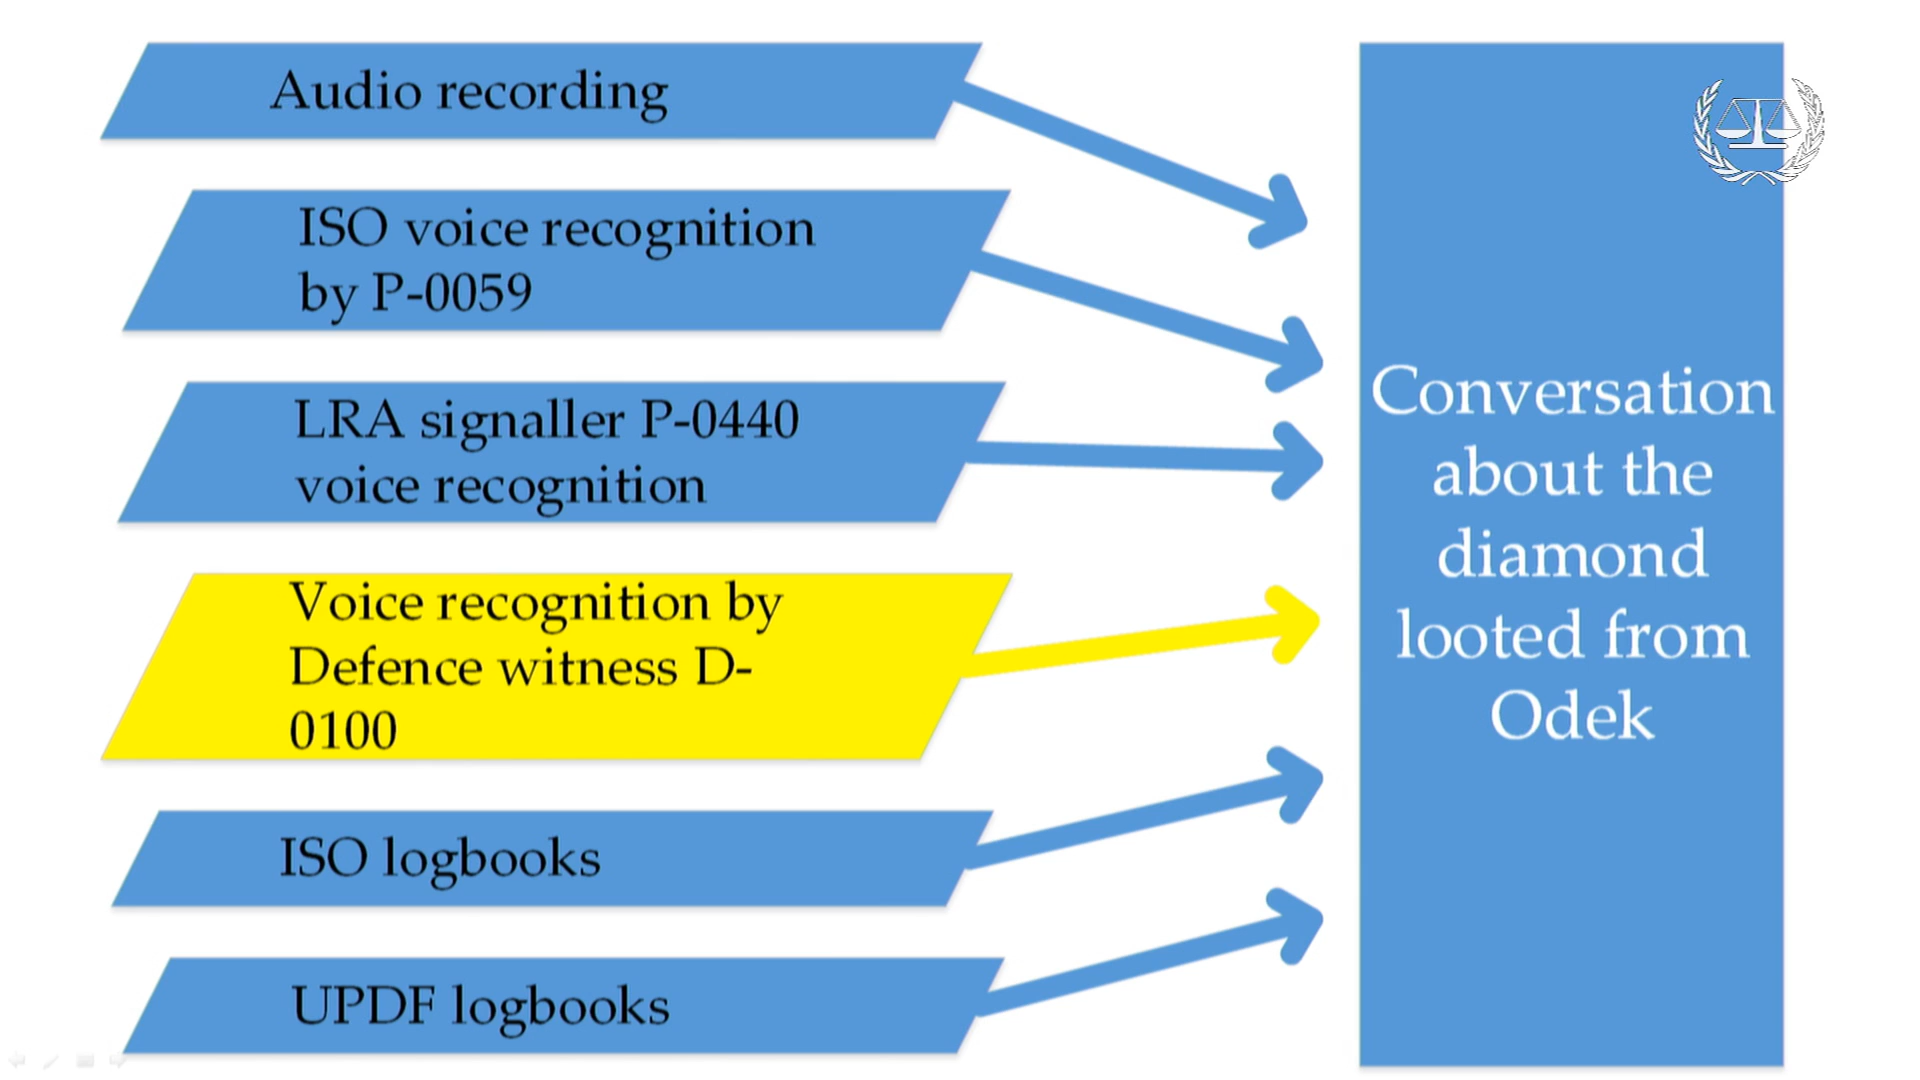 Audio recording
ISO voice recognition
by P-0059
LRA signaller P-0440
voice recognition
Voice recognition by
Defence witness D-
0100
ISO logbooks
UPDF logbooks
Conversation
about the
diamond
looted from
Odek